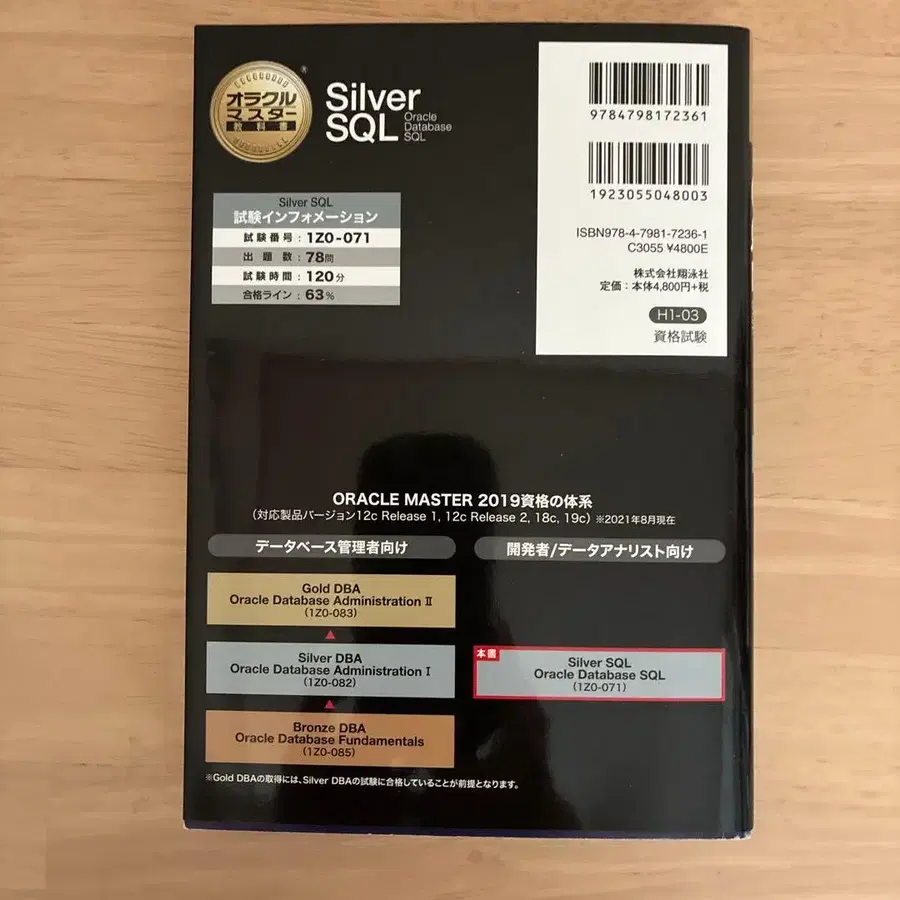 オラクル
マスター
教科書
®
Silver
SQL
Oracle
Database
SQL
9784798172361
1923055048003
ISBN978-4-7981-7236-1
C3055 ¥4800E
株式会社翔泳社
定価：本体4,800円+税
H1-03
資格試験
Silver SQL
試験インフォメーション
試験番号：1Z0-071
出題数：78問
試験時間：120分
合格ライン：63%
ORACLE MASTER 2019資格の体系
（対応製品バージョン12c Release 1, 12c Release 2, 18c, 19c）※2021年8月現在
データベース管理者向け
Gold DBA
Oracle Database Administration Ⅱ
(1Z0-083)
▲
Silver DBA
Oracle Database Administration Ⅰ
(1Z0-082)
▲
Bronze DBA
Oracle Database Fundamentals
(1Z0-085)
開発者/データアナリスト向け
本書
Silver SQL
Oracle Database SQL
(1Z0-071)
※Gold DBAの取得には、Silver DBAの試験に合格していることが前提となります。